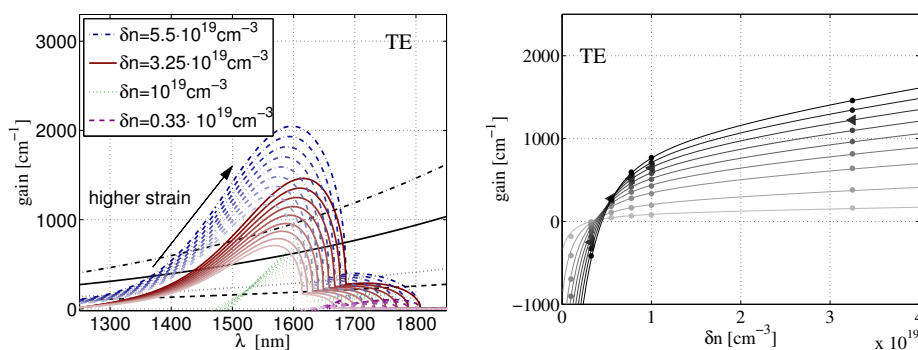 3000
2000
1000
0
gain [cm⁻¹]
δn=5.5·10¹⁹cm⁻³
δn=3.25·10¹⁹cm⁻³
δn=10¹⁹cm⁻³
δn=0.33· 10¹⁹cm⁻³
TE
higher strain
1300 1400 1500 1600 1700 1800
λ [nm]
2500
2000
1000
0
−1000
gain [cm⁻¹]
TE
0 1 2 3 4
δn [cm⁻³]
x 10¹⁹